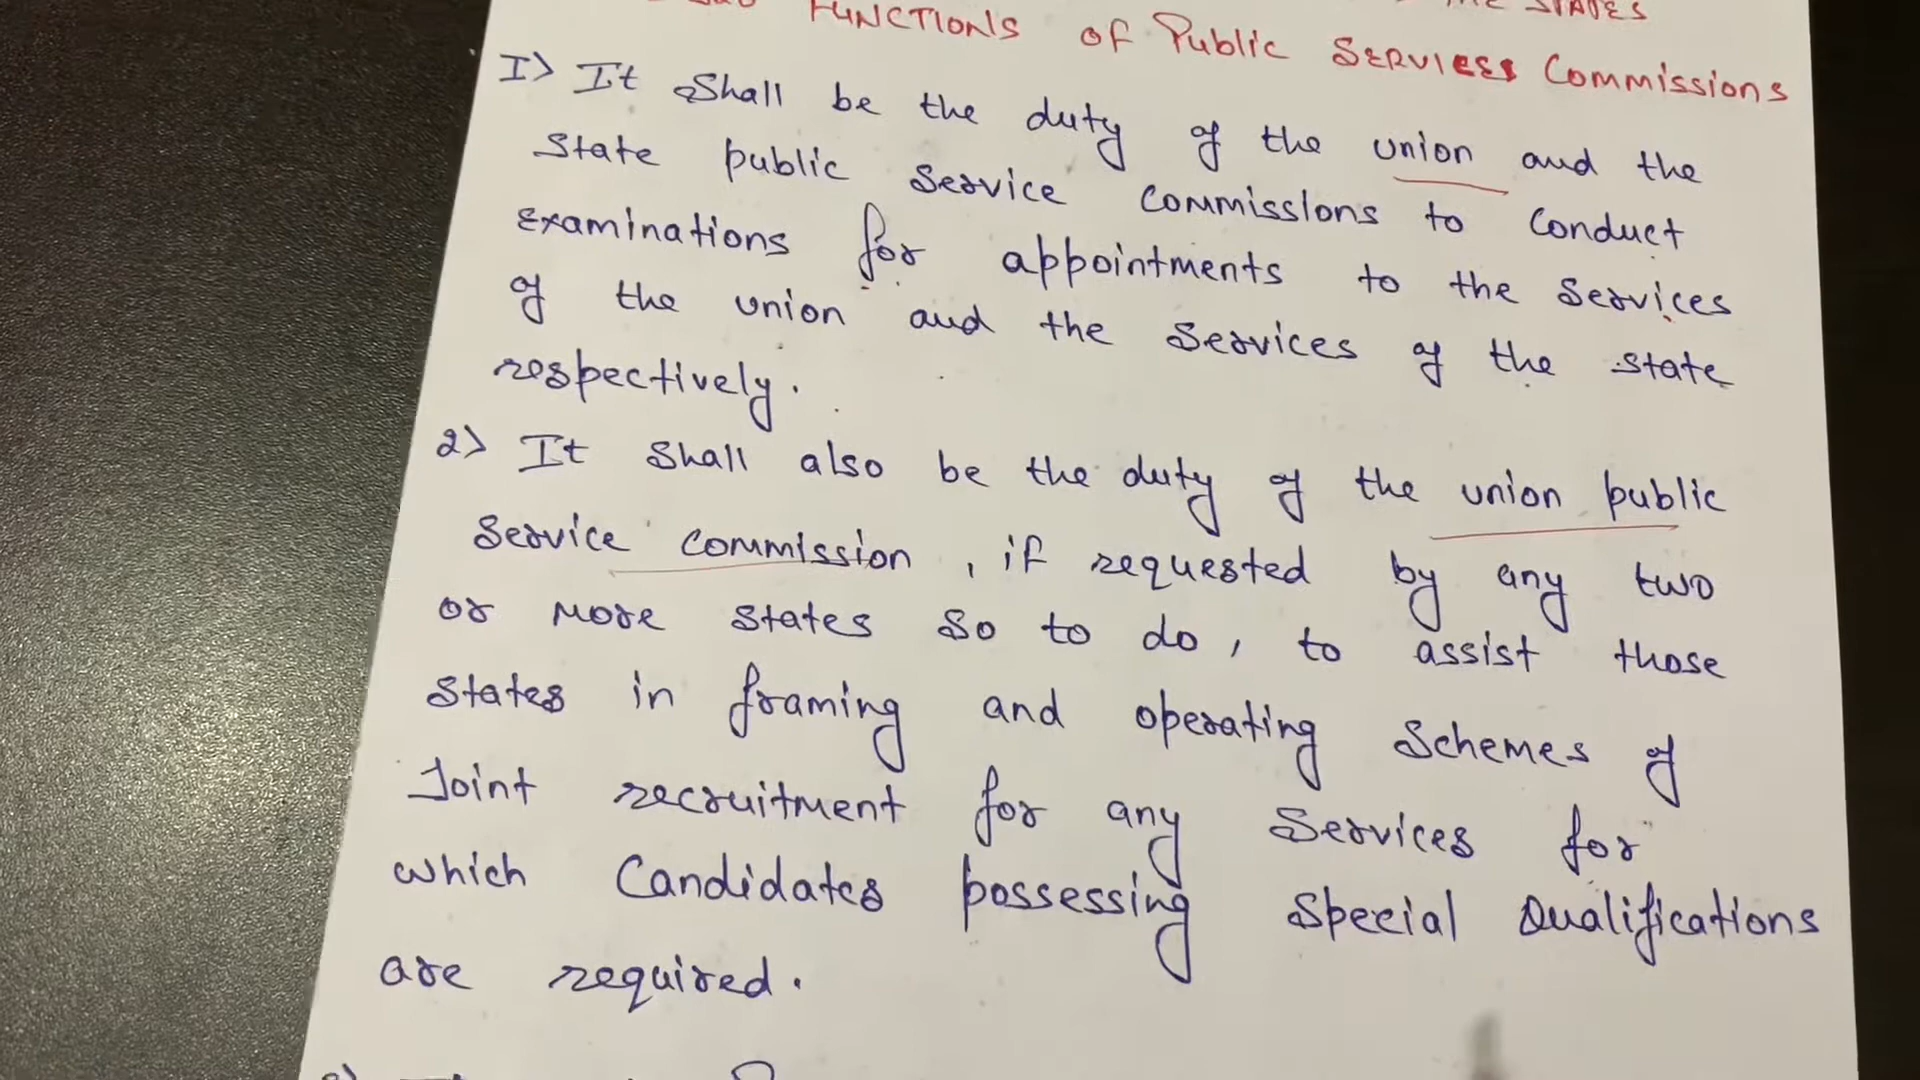 THE STATES
FUNCTIONS OF Public SERVICES Commissions
I) It Shall be the duty of the union and the
State public Service Commissions to Conduct
Examinations for appointments to the Services
of the union and the Services of the State
respectively.
2) It Shall also be the duty of the union public
Service Commission, if requested by any two
or more States So to do, to assist those
States in framing and operating Schemes of
Joint recruitment for any Services for
which Candidates possessing Special Qualifications
are required.